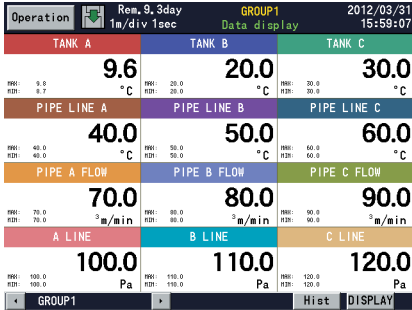 Operation Rem. 9.3day GROUP1 2012/03/31
1m/div 1sec Data display 15:59:07
TANK A TANK B TANK C
9.6 20.0 30.0
MAX: 9.8 MAX: 20.0 MAX: 30.0
MIN: 0.7 °C MIN: 20.0 °C MIN: 30.0 °C
PIPE LINE A PIPE LINE B PIPE LINE C
40.0 50.0 60.0
MAX: 40.0 MAX: 50.0 MAX: 60.0
MIN: 40.0 °C MIN: 50.0 °C MIN: 60.0 °C
PIPE A FLOW PIPE B FLOW PIPE C FLOW
70.0 80.0 90.0
MAX: 70.0 MAX: 80.0 MAX: 90.0
MIN: 70.0 ³m/min MIN: 80.0 ³m/min MIN: 90.0 ³m/min
A LINE B LINE C LINE
100.0 110.0 120.0
MAX: 100.0 MAX: 110.0 MAX: 120.0
MIN: 100.0 Pa MIN: 110.0 Pa MIN: 120.0 Pa
GROUP1 Hist DISPLAY